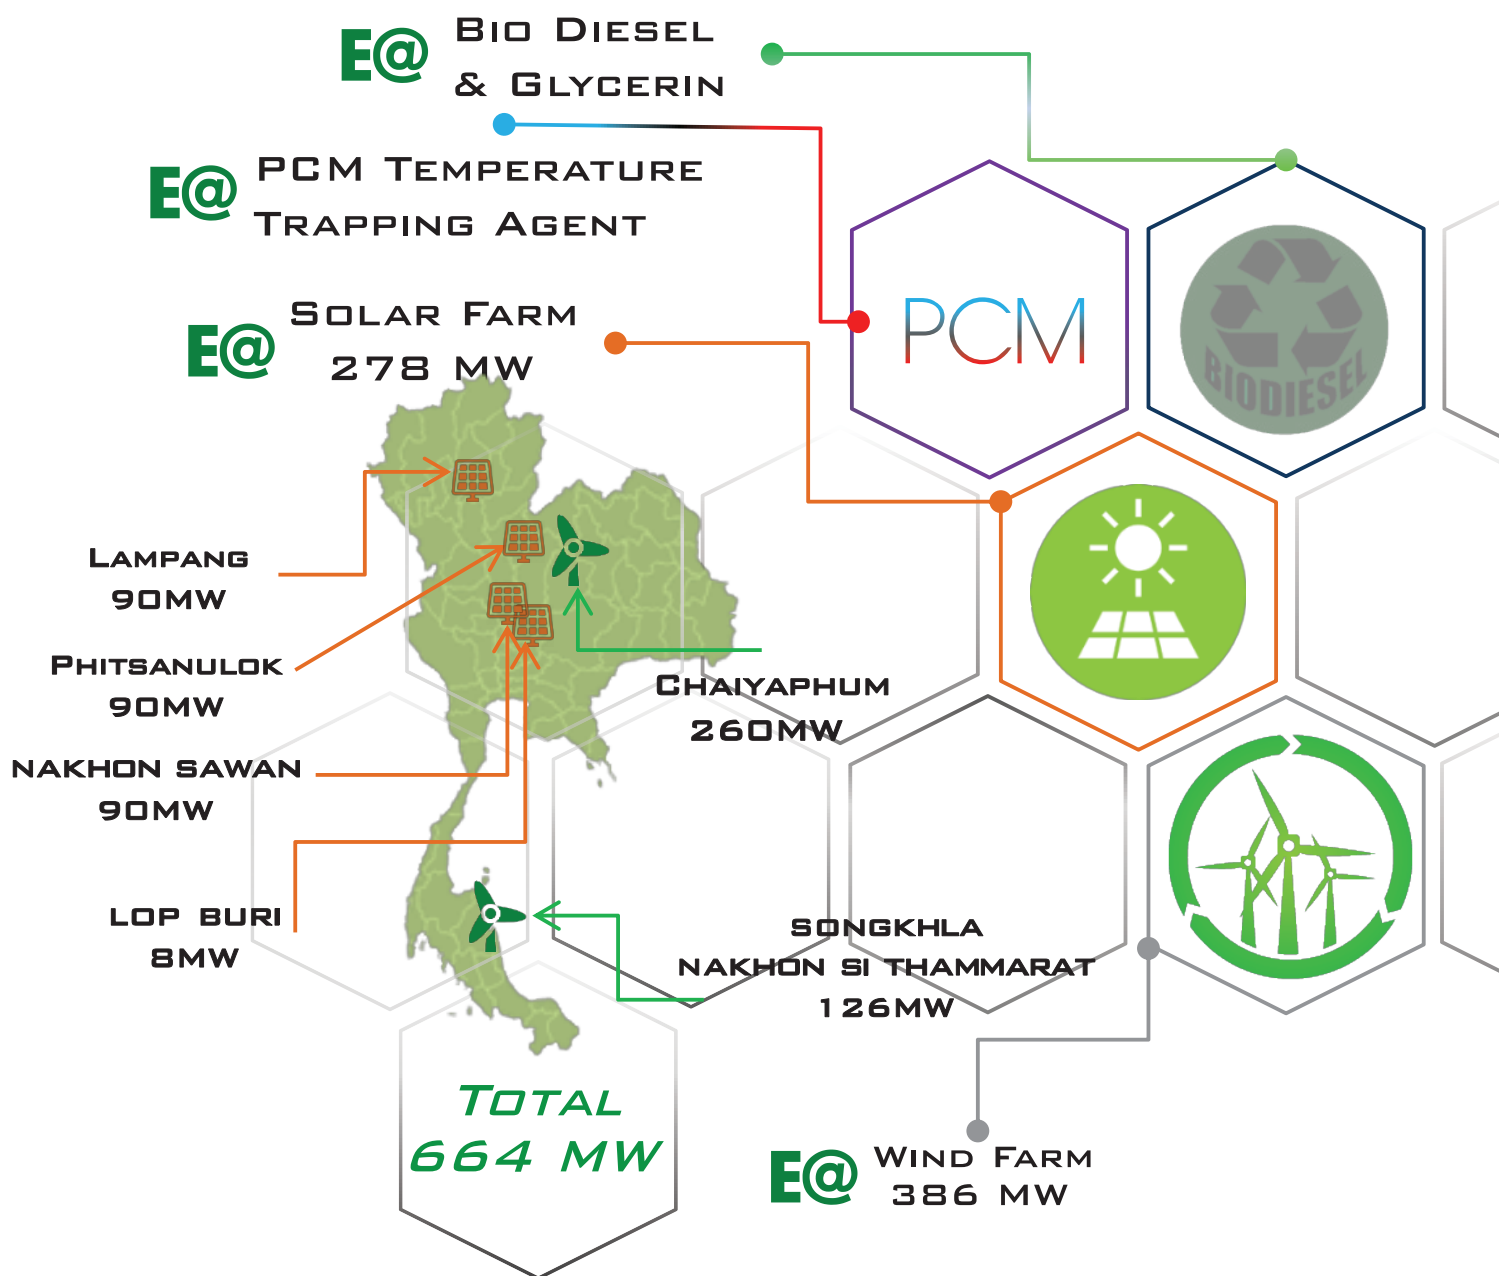 E@ BIO DIESEL
& GLYCERIN
E@ PCM TEMPERATURE
TRAPPING AGENT
PCM
BIODIESEL
E@ SOLAR FARM
278 MW
LAMPANG
90MW
PHITSANULOK
90MW
NAKHON SAWAN
90MW
LOP BURI
8MW
CHAIYAPHUM
260MW
SONGKHLA
NAKHON SI THAMMARAT
126MW
TOTAL
664 MW
E@ WIND FARM
386 MW